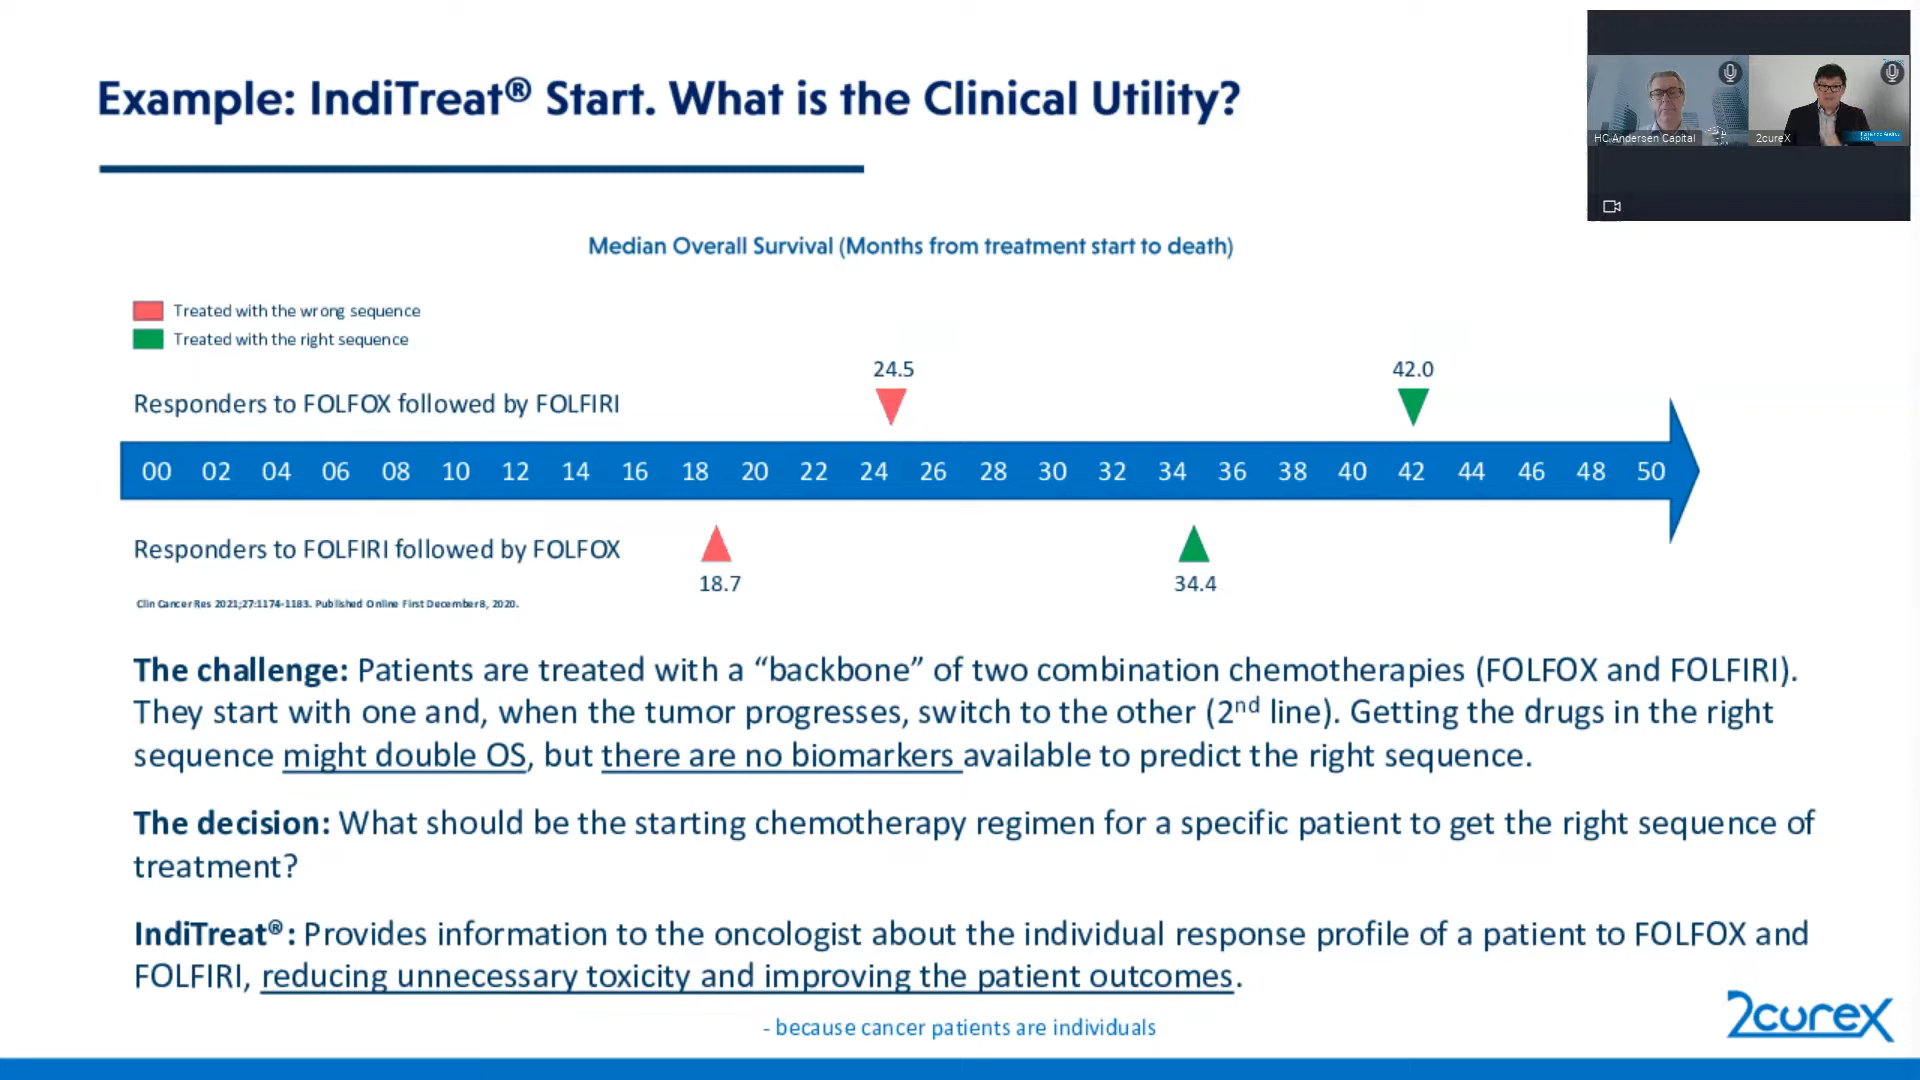 Example: IndiTreat® Start. What is the Clinical Utility?
HC Andersen Capital
2cureX
Median Overall Survival (Months from treatment start to death)
Treated with the wrong sequence
Treated with the right sequence
24.5
42.0
Responders to FOLFOX followed by FOLFIRI
00 02 04 06 08 10 12 14 16 18 20 22 24 26 28 30 32 34 36 38 40 42 44 46 48 50
Responders to FOLFIRI followed by FOLFOX
18.7
34.4
Clin Cancer Res 2021;27:1174-1183. Published Online First December 8, 2020.
The challenge: Patients are treated with a “backbone” of two combination chemotherapies (FOLFOX and FOLFIRI).
They start with one and, when the tumor progresses, switch to the other (2nd line). Getting the drugs in the right
sequence might double OS, but there are no biomarkers available to predict the right sequence.
The decision: What should be the starting chemotherapy regimen for a specific patient to get the right sequence of
treatment?
IndiTreat®: Provides information to the oncologist about the individual response profile of a patient to FOLFOX and
FOLFIRI, reducing unnecessary toxicity and improving the patient outcomes.
- because cancer patients are individuals
2cureX